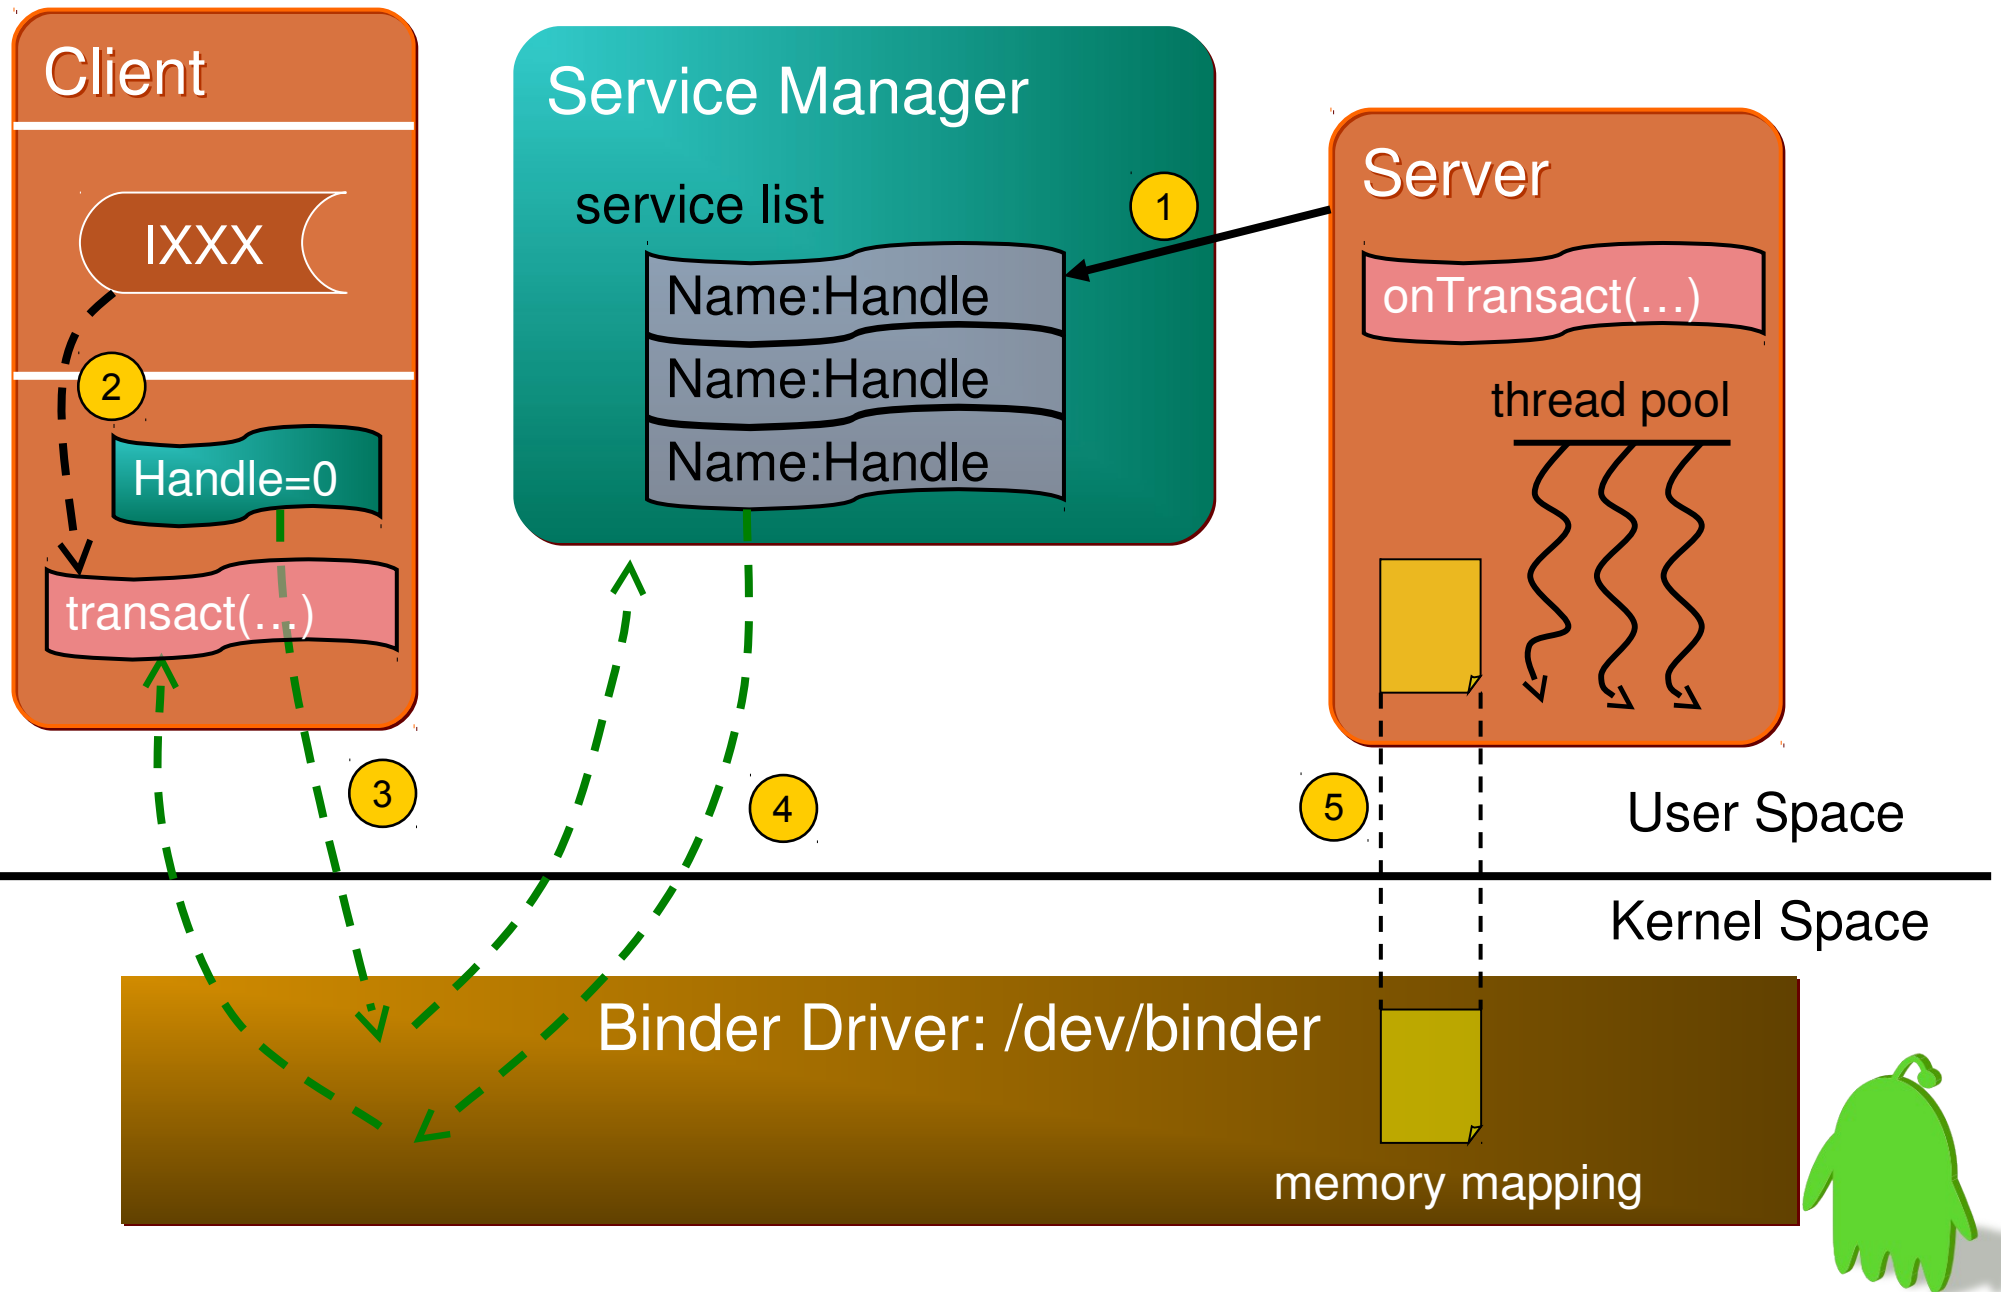 Client
IXXX
2
Handle=0
transact(...)
3
Service Manager
service list
1
Name:Handle
Name:Handle
Name:Handle
4
Server
onTransact(...)
thread pool
5
User Space
Kernel Space
Binder Driver: /dev/binder
memory mapping